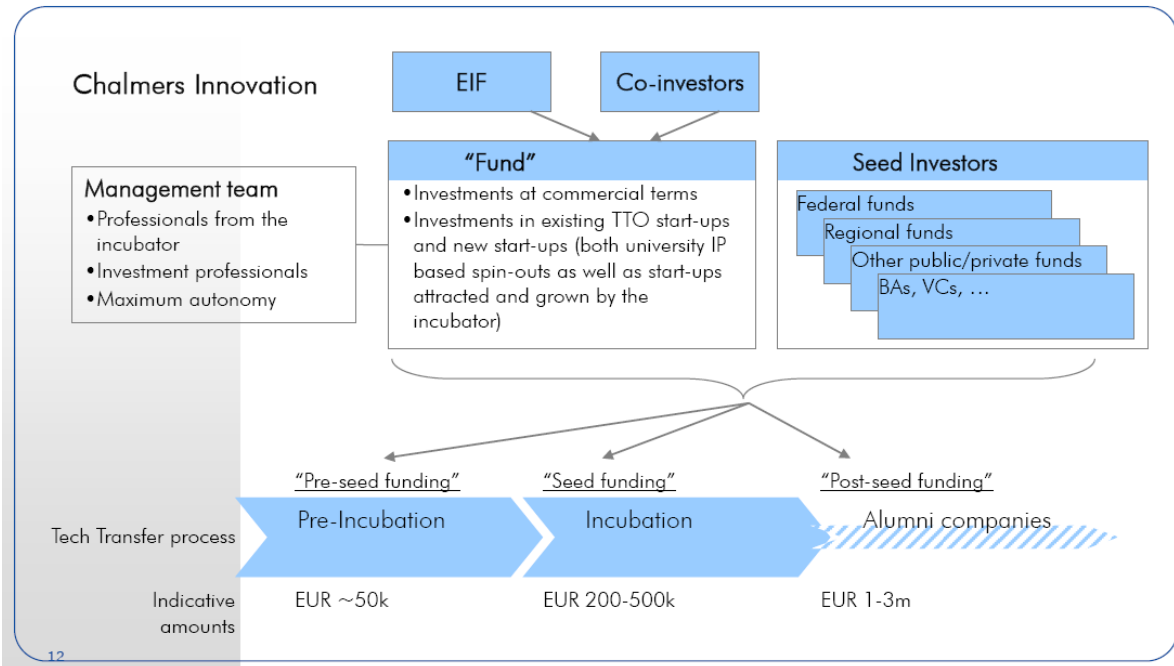 Chalmers Innovation
EIF
Co-investors
Management team
•Professionals from the
incubator
•Investment professionals
•Maximum autonomy
“Fund”
•Investments at commercial terms
•Investments in existing TTO start-ups
and new start-ups (both university IP
based spin-outs as well as start-ups
attracted and grown by the
incubator)
Seed Investors
Federal funds
Regional funds
Other public/private funds
BAs, VCs, …
“Pre-seed funding”
“Seed funding”
“Post-seed funding”
Tech Transfer process
Pre-Incubation
Incubation
Alumni companies
Indicative
amounts
EUR ~50k
EUR 200-500k
EUR 1-3m
12